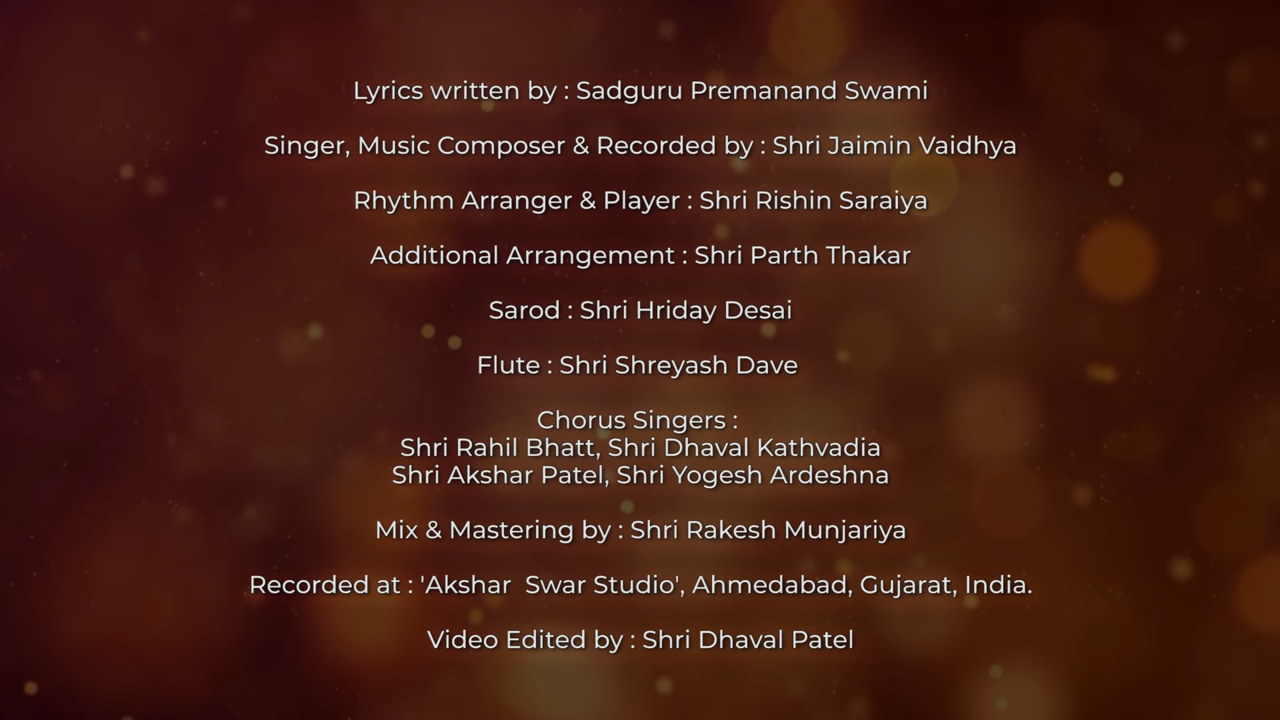 Lyrics written by : Sadguru Premanand Swami
Singer, Music Composer & Recorded by : Shri Jaimin Vaidhya
Rhythm Arranger & Player : Shri Rishin Saraiya
Additional Arrangement : Shri Parth Thakar
Sarod : Shri Hriday Desai
Flute : Shri Shreyash Dave
Chorus Singers :
Shri Rahil Bhatt, Shri Dhaval Kathvadia
Shri Akshar Patel, Shri Yogesh Ardeshna
Mix & Mastering by : Shri Rakesh Munjariya
Recorded at : 'Akshar  Swar Studio', Ahmedabad, Gujarat, India.
Video Edited by : Shri Dhaval Patel